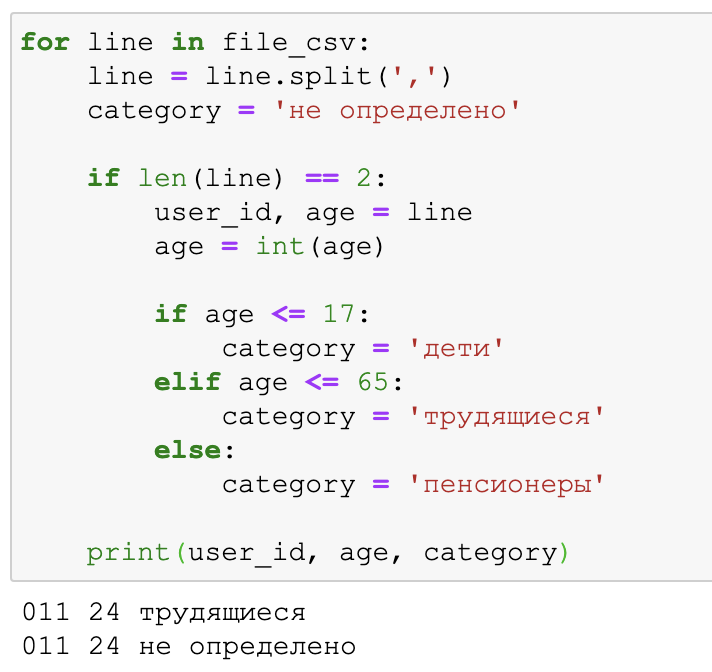 for line in file_csv:
    line = line.split(',')
    category = 'не определено'

    if len(line) == 2:
        user_id, age = line
        age = int(age)

        if age <= 17:
            category = 'дети'
        elif age <= 65:
            category = 'трудящиеся'
        else:
            category = 'пенсионеры'

    print(user_id, age, category)
011 24 трудящиеся
011 24 не определено